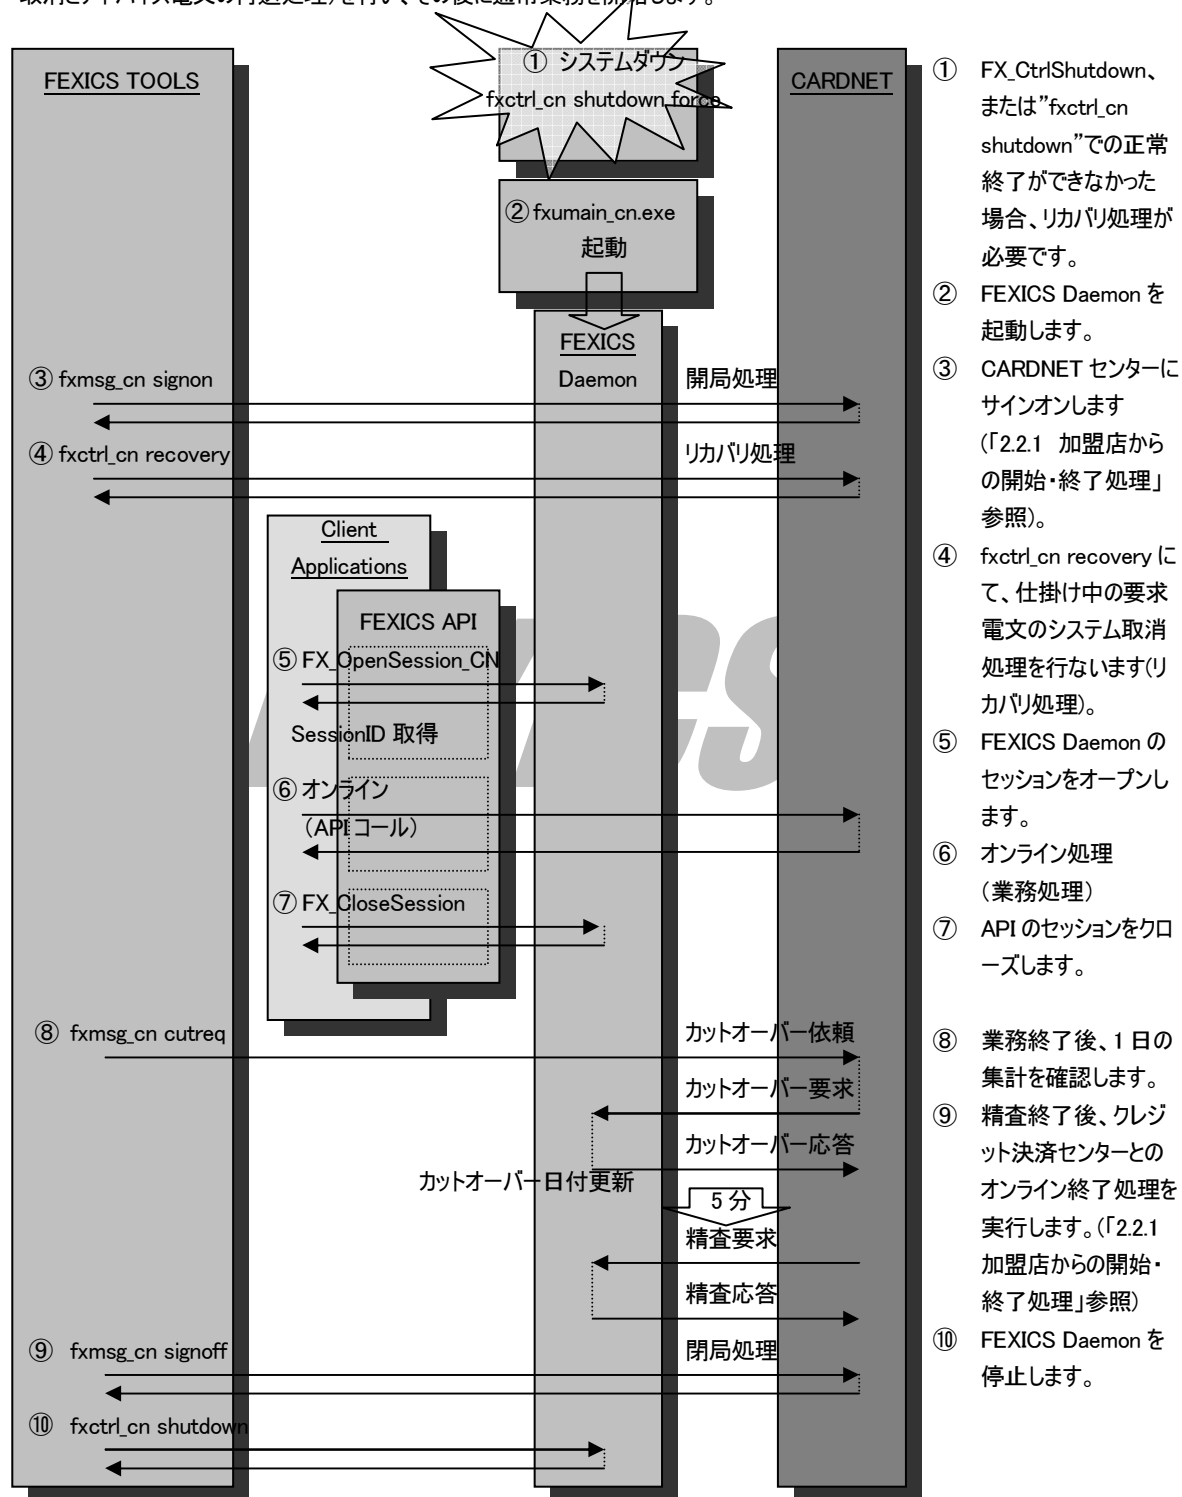 取消とアドバイス電文の再送処理)を行い、その後に通常業務を開始します。
① システムダウン
fxctrl_cn shutdown force
FEXICS TOOLS
CARDNET
② fxumain_cn.exe
起動
FEXICS
Daemon
③ fxmsg_cn signon
開局処理
④ fxctrl_cn recovery
リカバリ処理
Client
Applications
FEXICS API
⑤ FX_OpenSession_CN
SessionID 取得
⑥ オンライン
(API コール)
⑦ FX_CloseSession
⑧ fxmsg_cn cutreq
カットオーバー依頼
カットオーバー要求
カットオーバー応答
カットオーバー日付更新
5 分
精査要求
精査応答
⑨ fxmsg_cn signoff
閉局処理
⑩ fxctrl_cn shutdown
① FX_CtrlShutdown、
または"fxctrl_cn
shutdown"での正常
終了ができなかった
場合、リカバリ処理が
必要です。
② FEXICS Daemon を
起動します。
③ CARDNET センターに
サインオンします
(「2.2.1 加盟店から
の開始・終了処理」
参照)。
④ fxctrl_cn recovery に
て、仕掛け中の要求
電文のシステム取消
処理を行ないます(リ
カバリ処理)。
⑤ FEXICS Daemon の
セッションをオープンし
ます。
⑥ オンライン処理
(業務処理)
⑦ API のセッションをクロ
ーズします。
⑧ 業務終了後、1 日の
集計を確認します。
⑨ 精査終了後、クレジ
ット決済センターとの
オンライン終了処理を
実行します。(「2.2.1
加盟店からの開始・
終了処理」参照)
⑩ FEXICS Daemon を
停止します。